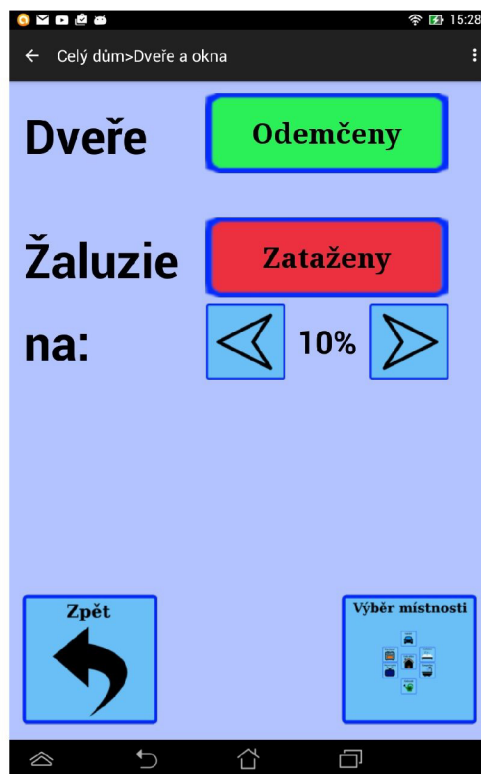 15:28
Celý dům>Dveře a okna
Dveře
Odemčeny
Žaluzie
Zataženy
na:
10%
Zpět
Výběr místnosti